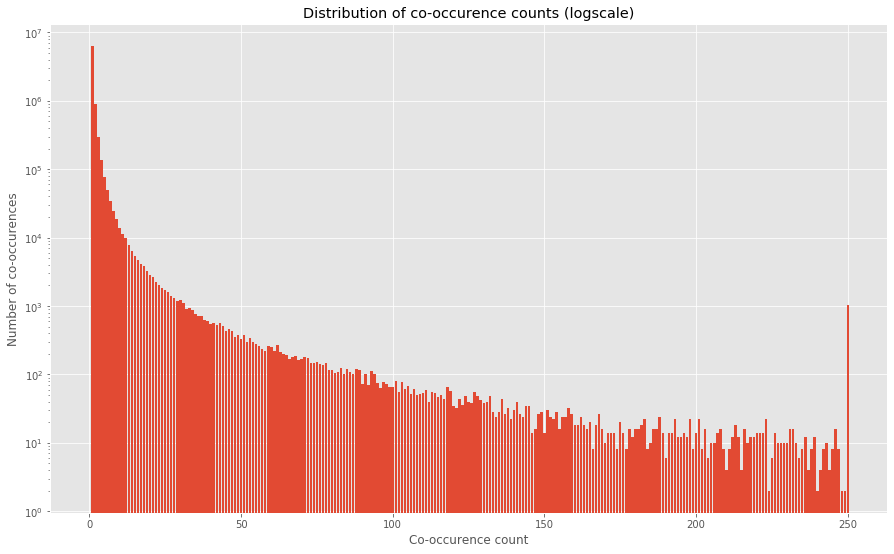 Distribution of co-occurence counts (logscale)
Number of co-occurences
10^7
10^6
10^5
10^4
10^3
10^2
10^1
10^0
0 50 100 150 200 250
Co-occurence count